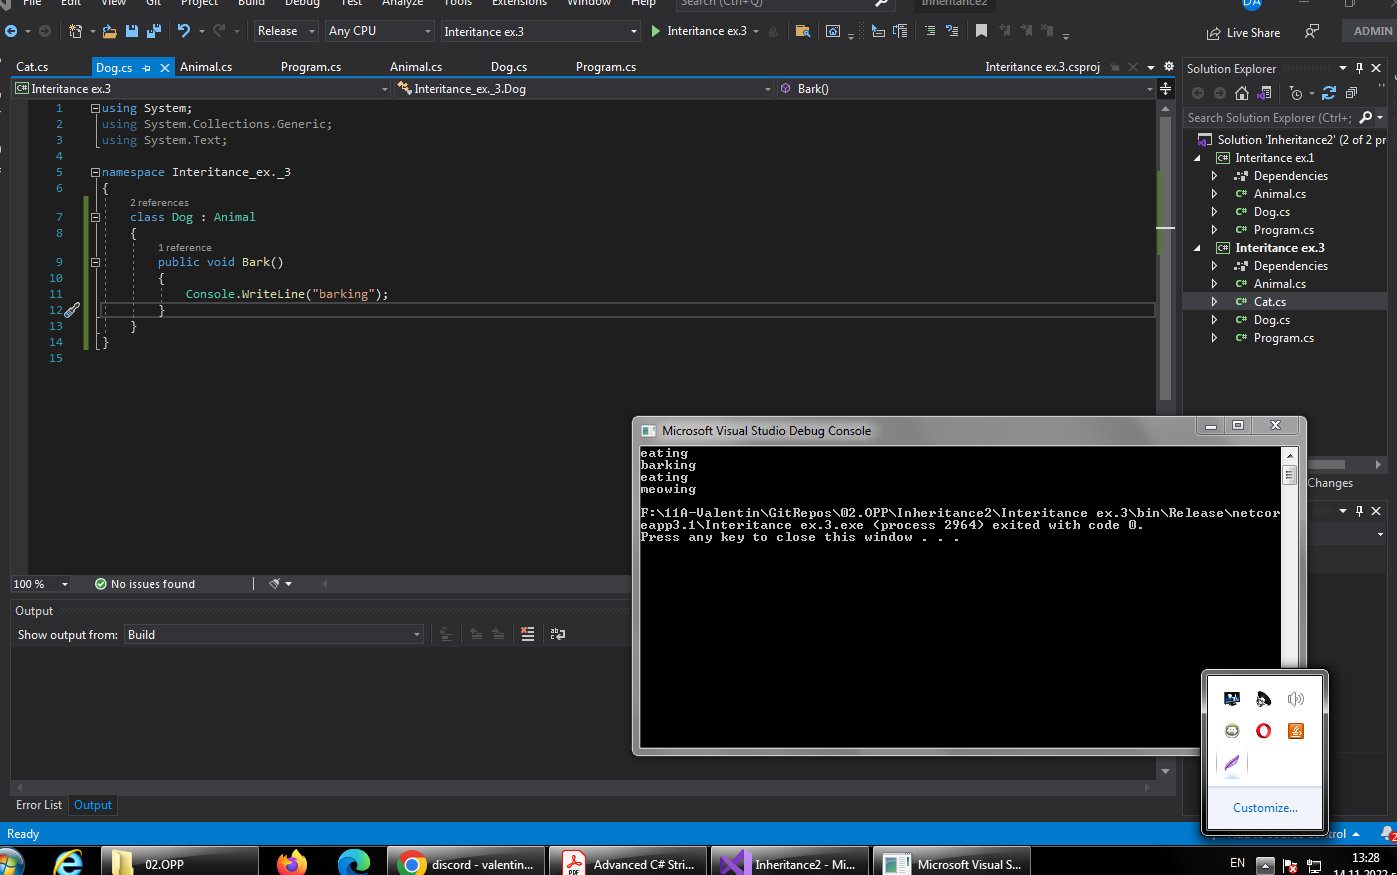 File Edit View Git Project Build Debug Test Analyze Tools Extensions Window Help Search (Ctrl+Q) Inheritance2 DA
Release Any CPU Interitance ex.3 Interitance ex.3 Live Share ADMIN
Cat.cs Dog.cs Animal.cs Program.cs Animal.cs Dog.cs Program.cs Interitance ex.3.csproj
Interitance ex.3 Interitance_ex._3.Dog Bark()
1 using System;
2 using System.Collections.Generic;
3 using System.Text;
4
5 namespace Interitance_ex._3
6 {
2 references
7 class Dog : Animal
8 {
1 reference
9 public void Bark()
10 {
11 Console.WriteLine("barking");
12 }
13 }
14 }
15
100 % No issues found
Output
Show output from: Build
Error List Output
Ready
Solution Explorer
Search Solution Explorer (Ctrl+;
Solution 'Inheritance2' (2 of 2 pr
Interitance ex.1
Dependencies
C# Animal.cs
C# Dog.cs
C# Program.cs
Interitance ex.3
Dependencies
C# Animal.cs
C# Cat.cs
C# Dog.cs
C# Program.cs
Changes
Microsoft Visual Studio Debug Console
eating
barking
eating
meowing
F:\11A-Valentin\GitRepos\02.OPP\Inheritance2\Interitance ex.3\bin\Release\netcor
eapp3.1\Interitance ex.3.exe (process 2964) exited with code 0.
Press any key to close this window . . .
Customize...
02.OPP discord - valentin... Advanced C# Stri... Inheritance2 - Mi... Microsoft Visual S...
EN 13:28